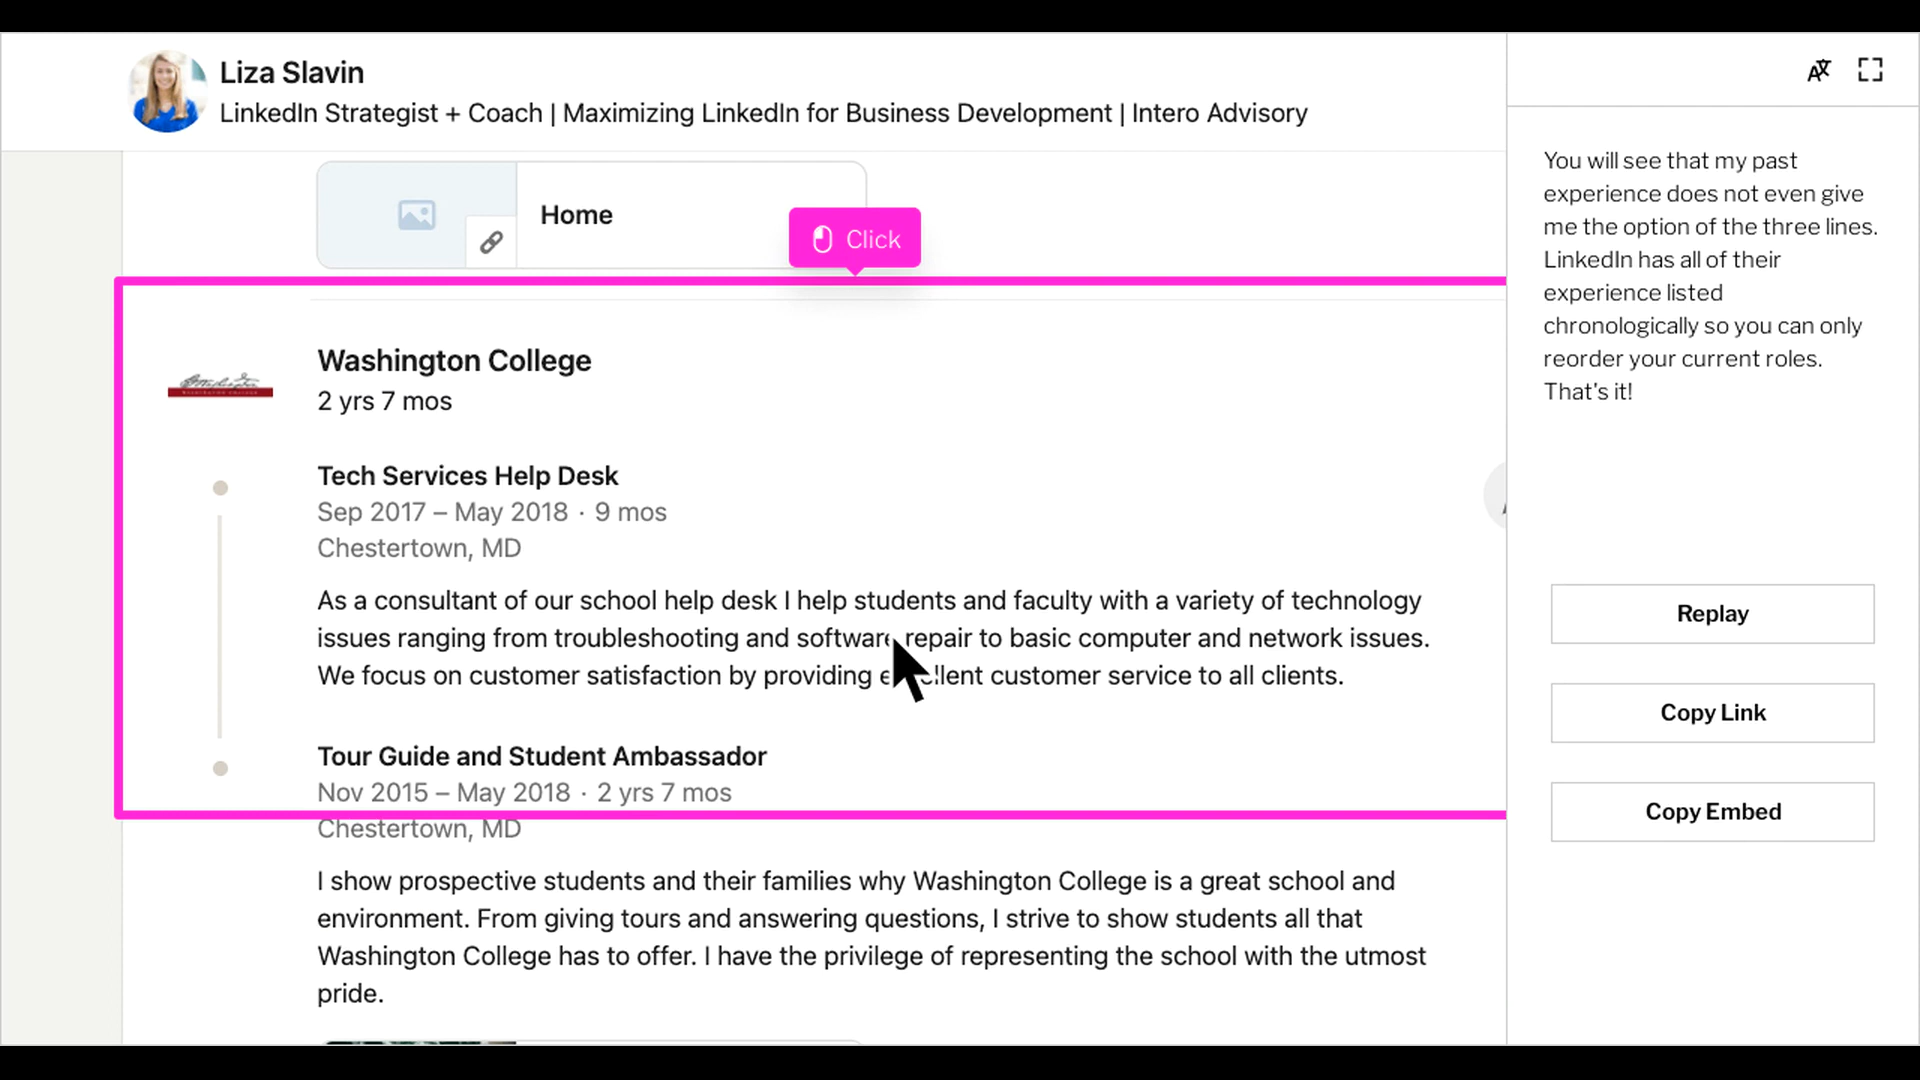 Liza Slavin
LinkedIn Strategist + Coach | Maximizing LinkedIn for Business Development | Intero Advisory
Home
Click
Washington College
2 yrs 7 mos
Tech Services Help Desk
Sep 2017 – May 2018 · 9 mos
Chestertown, MD
As a consultant of our school help desk I help students and faculty with a variety of technology
issues ranging from troubleshooting and software repair to basic computer and network issues.
We focus on customer satisfaction by providing excellent customer service to all clients.
Tour Guide and Student Ambassador
Nov 2015 – May 2018 · 2 yrs 7 mos
Chestertown, MD
I show prospective students and their families why Washington College is a great school and
environment. From giving tours and answering questions, I strive to show students all that
Washington College has to offer. I have the privilege of representing the school with the utmost
pride.
You will see that my past
experience does not even give
me the option of the three lines.
LinkedIn has all of their
experience listed
chronologically so you can only
reorder your current roles.
That's it!
Replay
Copy Link
Copy Embed